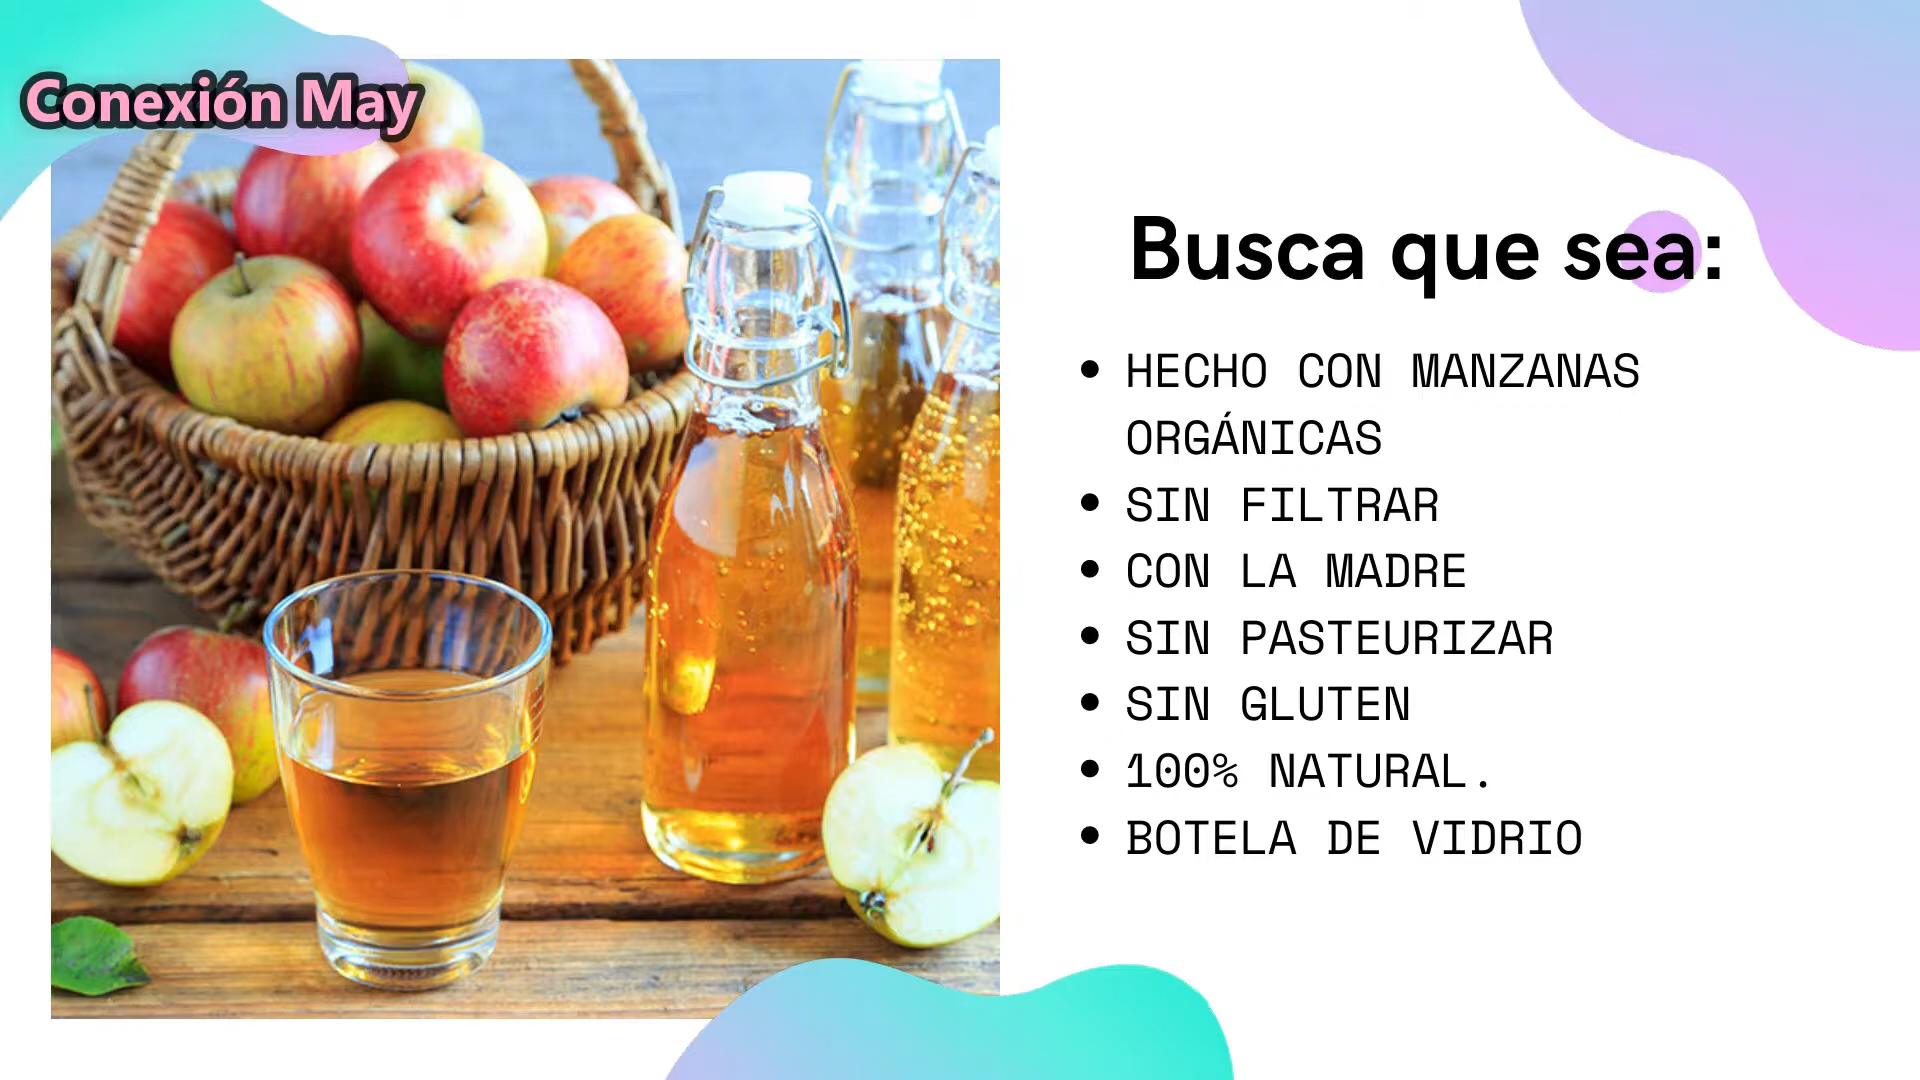 Conexión May
Busca que sea:
• HECHO CON MANZANAS
ORGÁNICAS
• SIN FILTRAR
• CON LA MADRE
• SIN PASTEURIZAR
• SIN GLUTEN
• 100% NATURAL.
• BOTELA DE VIDRIO